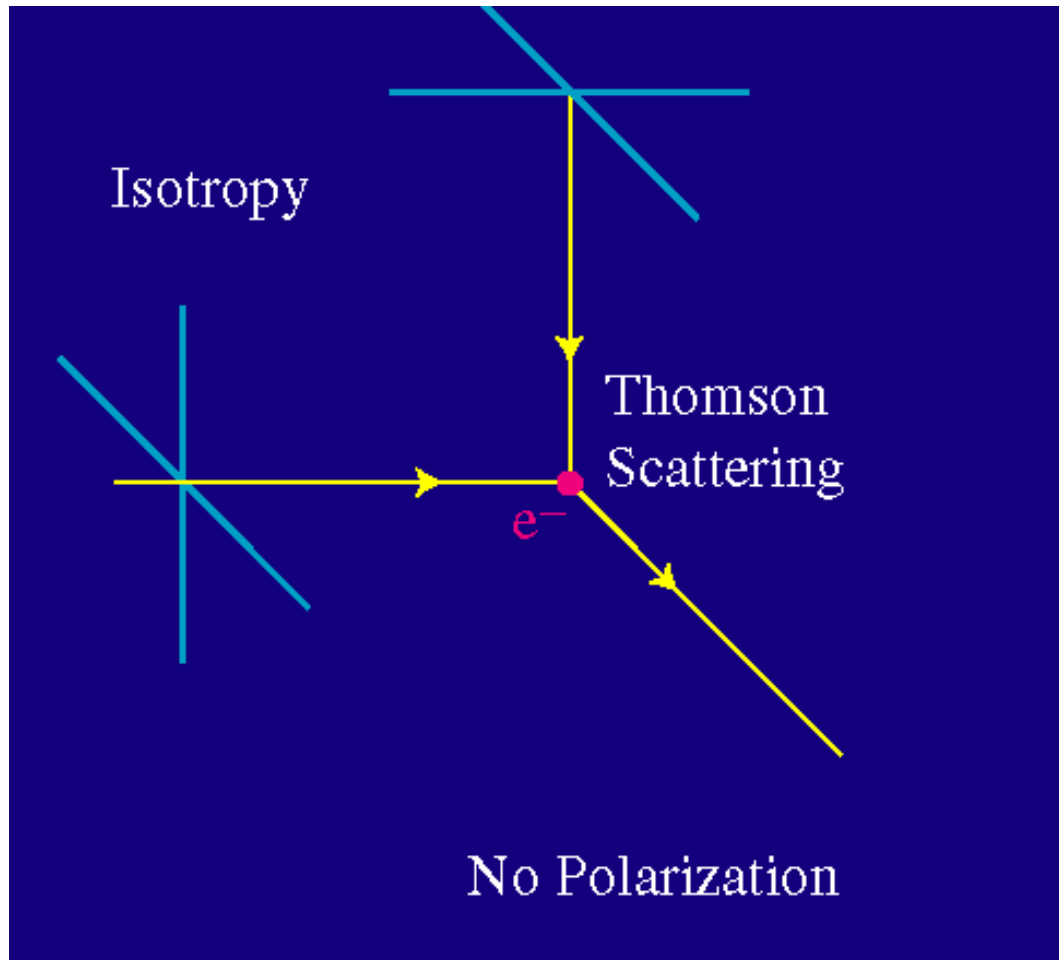 Isotropy
Thomson
Scattering
e−
No Polarization